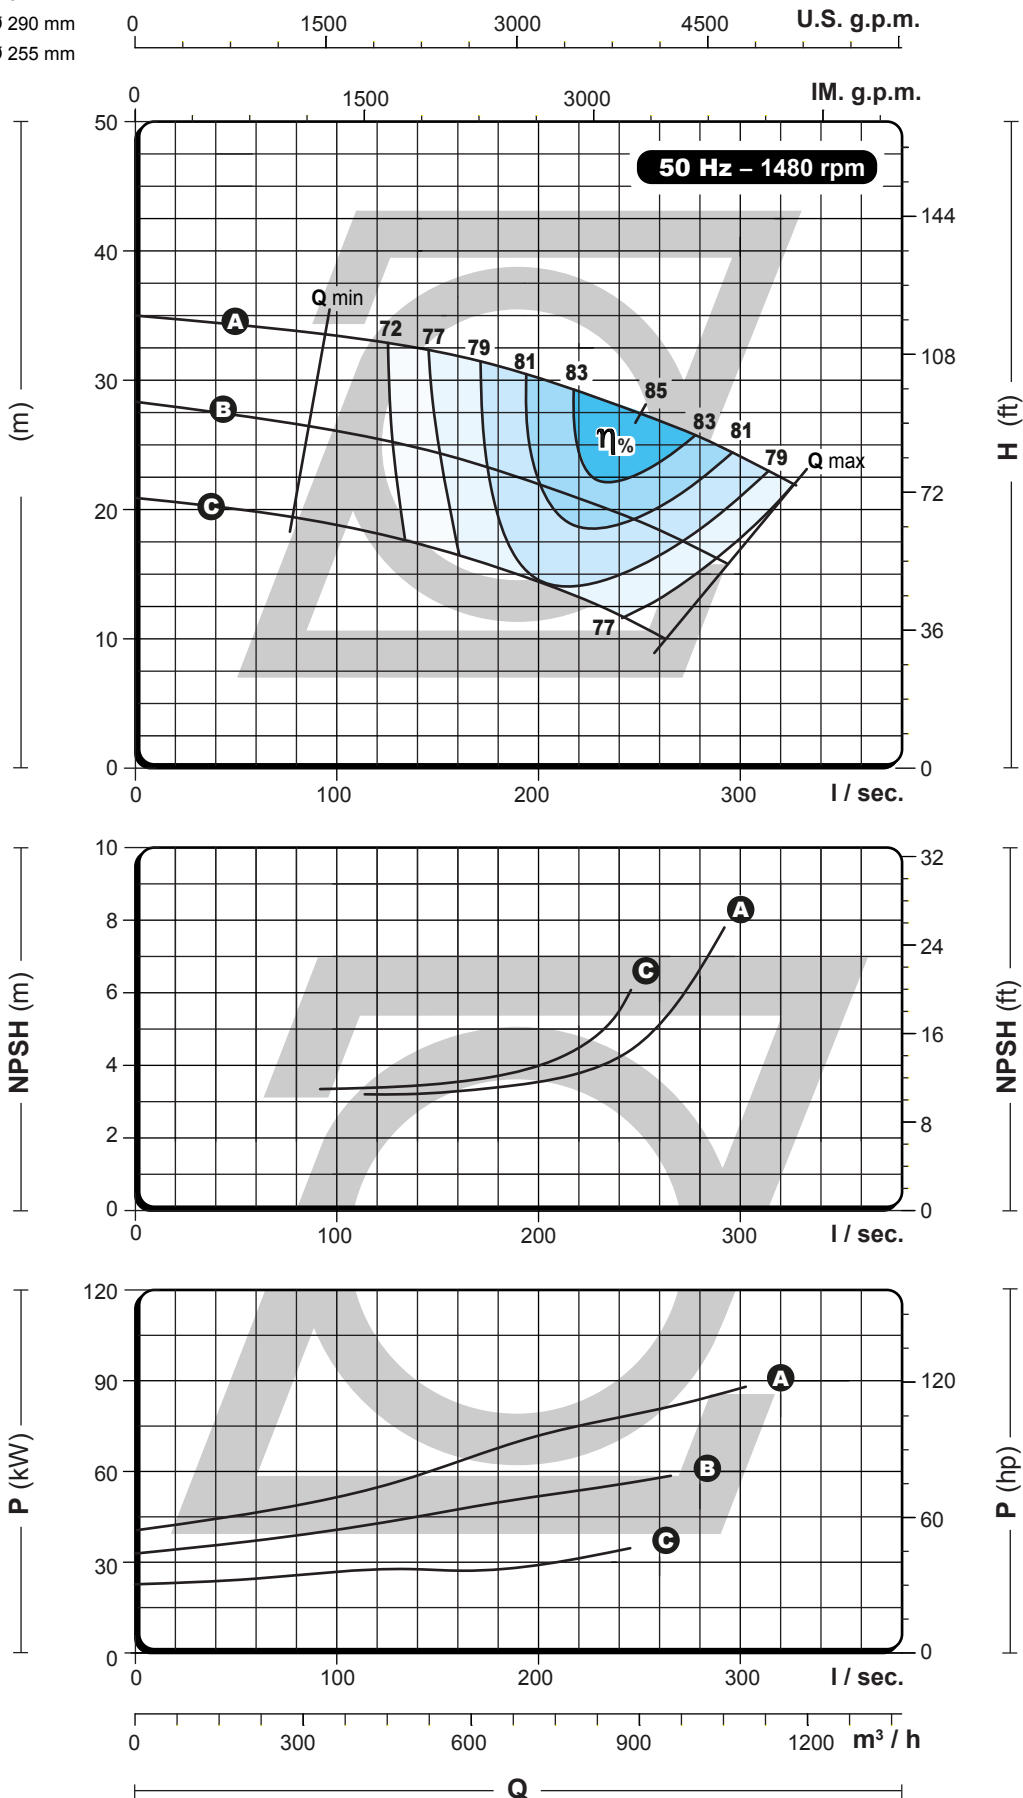 0 1500 3000 4500 U.S. g.p.m.
Ø 290 mm
Ø 255 mm
0 1500 3000 IM. g.p.m.
50 Hz – 1480 rpm
50
40
30
20
10
0
(m)
144
108
72
36
0
H (ft)
Q min
A
B
C
72 77 79 81 83 85 83 81 79
Q max
η%
77
0 100 200 300 l / sec.
10
8
6
4
2
0
NPSH (m)
32
24
16
8
0
NPSH (ft)
A
C
0 100 200 300 l / sec.
120
90
60
30
0
P (kW)
120
60
0
P (hp)
A
B
C
0 100 200 300 l / sec.
0 300 600 900 1200 m³ / h
Q